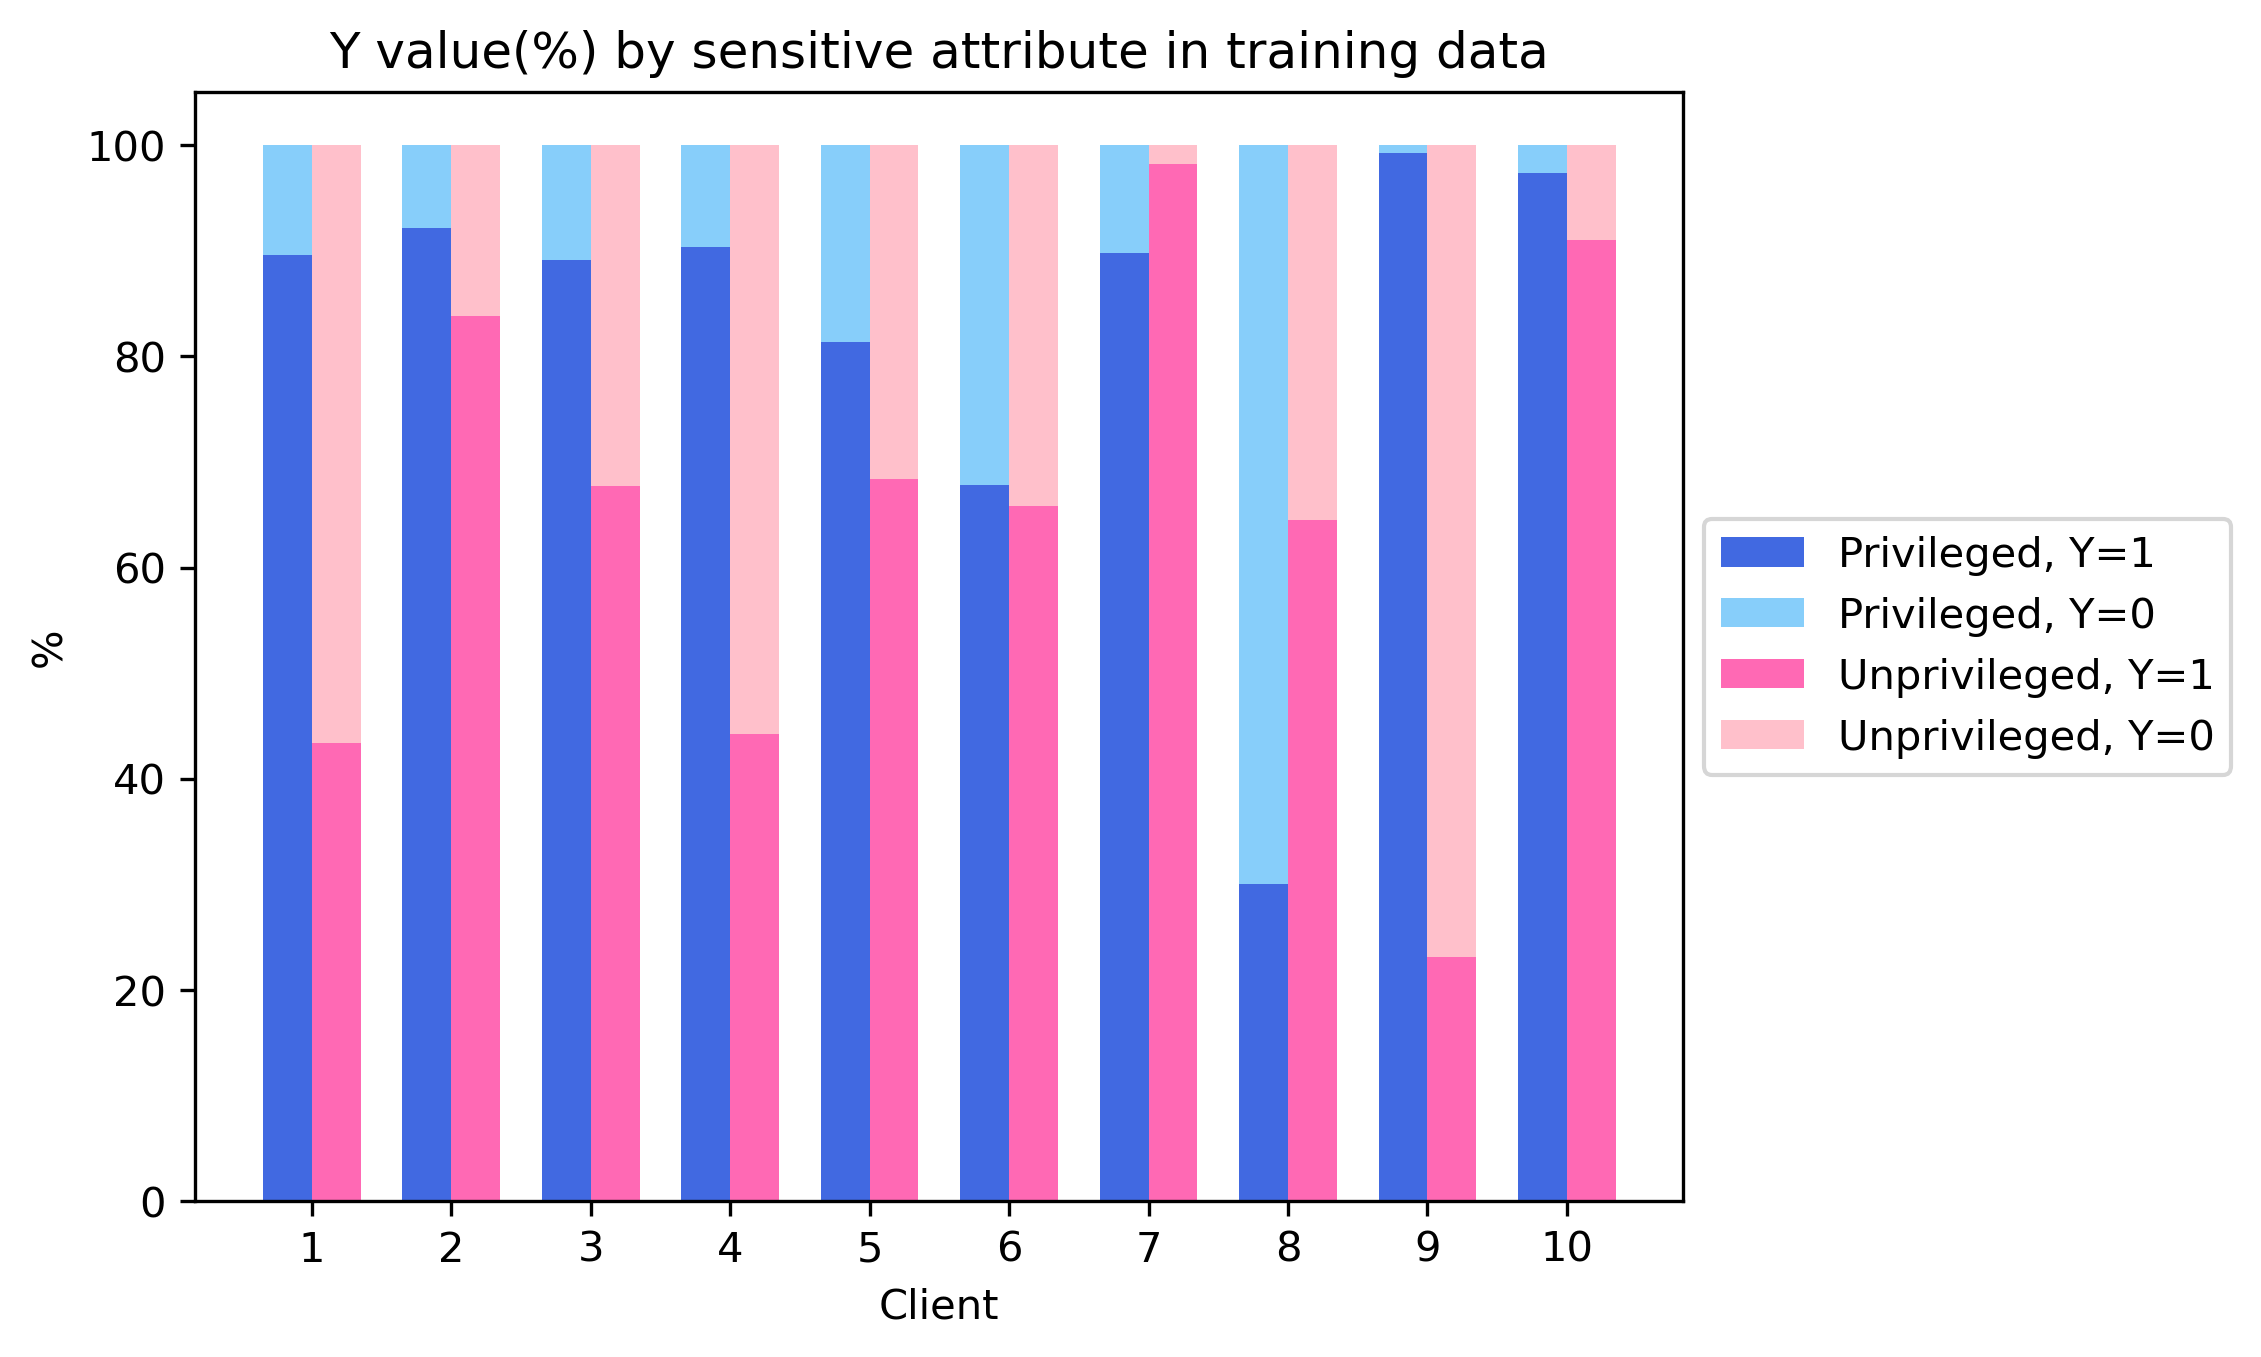 Y value(%) by sensitive attribute in training data
100
80
60
40
20
0
%
1 2 3 4 5 6 7 8 9 10
Client
Privileged, Y=1
Privileged, Y=0
Unprivileged, Y=1
Unprivileged, Y=0